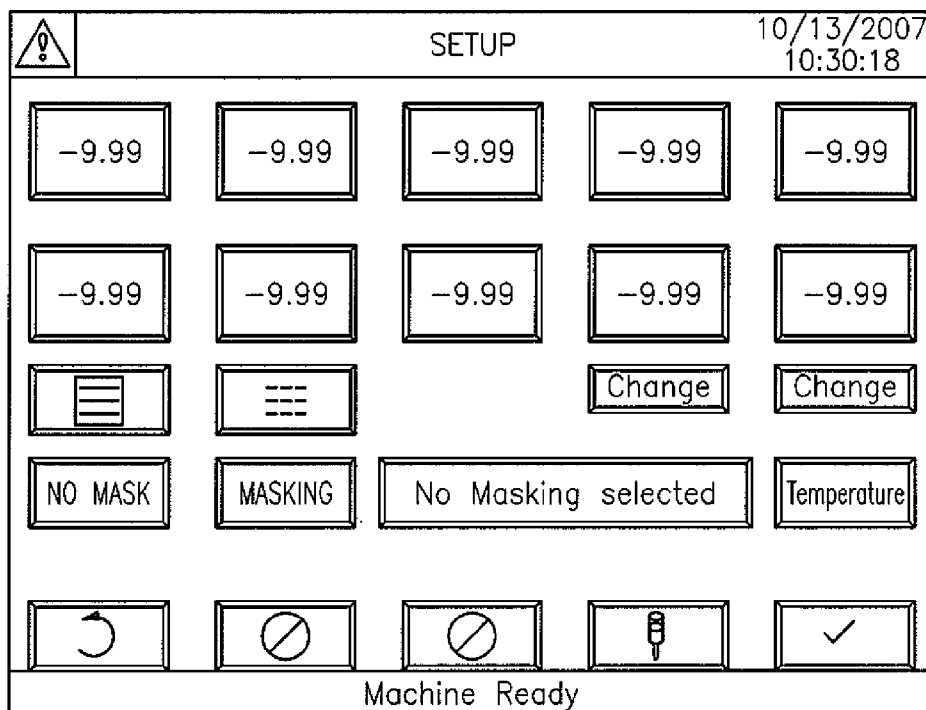 SETUP
10/13/2007
10:30:18
-9.99 -9.99 -9.99 -9.99 -9.99
-9.99 -9.99 -9.99 -9.99 -9.99
Change Change
NO MASK MASKING No Masking selected Temperature
Machine Ready